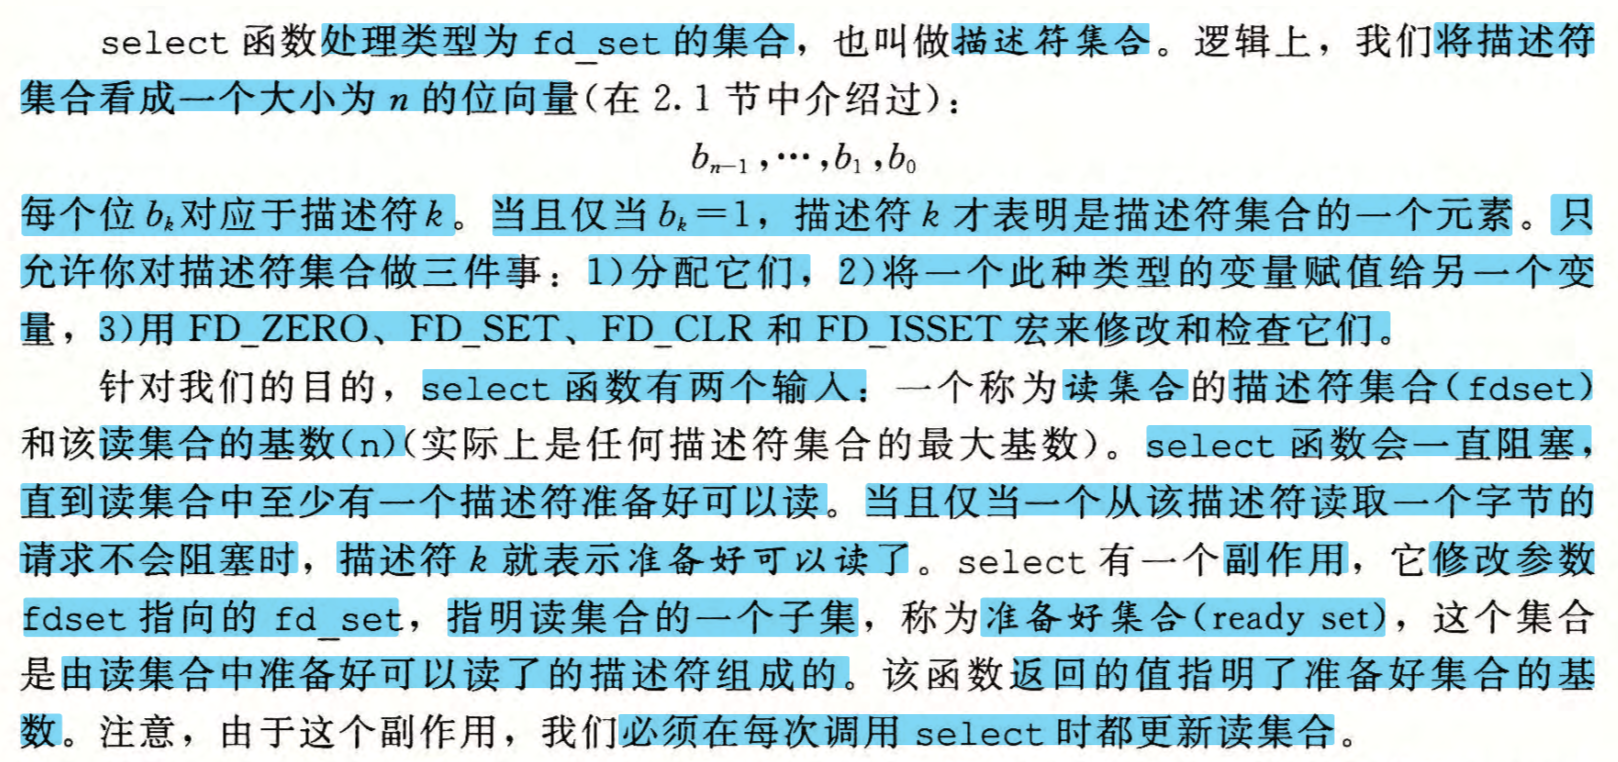 select 函数处理类型为 fd_set 的集合，也叫做描述符集合。逻辑上，我们将描述符
集合看成一个大小为 n 的位向量(在 2.1 节中介绍过)：
bn−1,⋯,b1,b0
每个位 bk对应于描述符 k。当且仅当 bk=1，描述符 k 才表明是描述符集合的一个元素。只
允许你对描述符集合做三件事：1)分配它们，2)将一个此种类型的变量赋值给另一个变
量，3)用 FD_ZERO、FD_SET、FD_CLR 和 FD_ISSET 宏来修改和检查它们。
针对我们的目的，select 函数有两个输入：一个称为读集合的描述符集合(fdset)
和该读集合的基数(n)(实际上是任何描述符集合的最大基数)。select 函数会一直阻塞，
直到读集合中至少有一个描述符准备好可以读。当且仅当一个从该描述符读取一个字节的
请求不会阻塞时，描述符 k 就表示准备好可以读了。select 有一个副作用，它修改参数
fdset 指向的 fd_set，指明读集合的一个子集，称为准备好集合(ready set)，这个集合
是由读集合中准备好可以读了的描述符组成的。该函数返回的值指明了准备好集合的基
数。注意，由于这个副作用，我们必须在每次调用 select 时都更新读集合。